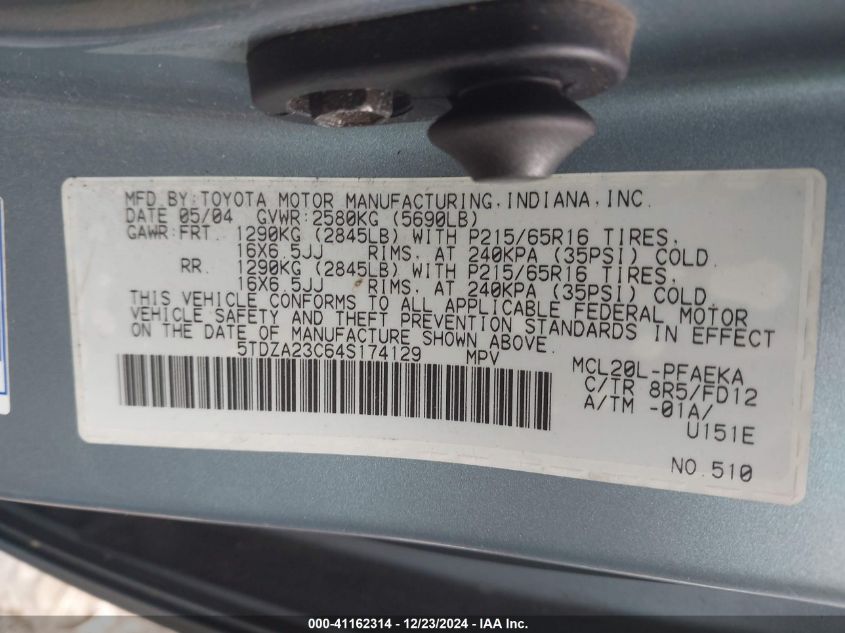 MFD BY: TOYOTA MOTOR MANUFACTURING, INDIANA, INC.
DATE 05/04 GVWR: 2580KG (5690LB)
GAWR: FRT. 1290KG (2845LB) WITH P215/65R16 TIRES,
16X6.5JJ RIMS, AT 240KPA (35PSI) COLD.
RR. 1290KG (2845LB) WITH P215/65R16 TIRES,
16X6.5JJ RIMS, AT 240KPA (35PSI) COLD.
THIS VEHICLE CONFORMS TO ALL APPLICABLE FEDERAL MOTOR
VEHICLE SAFETY AND THEFT PREVENTION STANDARDS IN EFFECT
ON THE DATE OF MANUFACTURE SHOWN ABOVE.
5TDZA23C64S174129 MPV
MCL20L-PFAEKA
C/TR 8R5/FD12
A/TM -01A/
U151E
NO.510
000-41162314 - 12/23/2024 - IAA Inc.